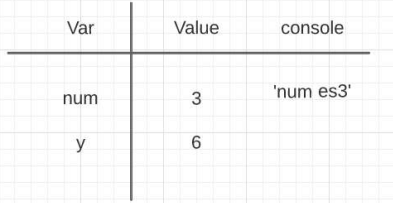 Var Value console
num 3 'num es3'
y 6